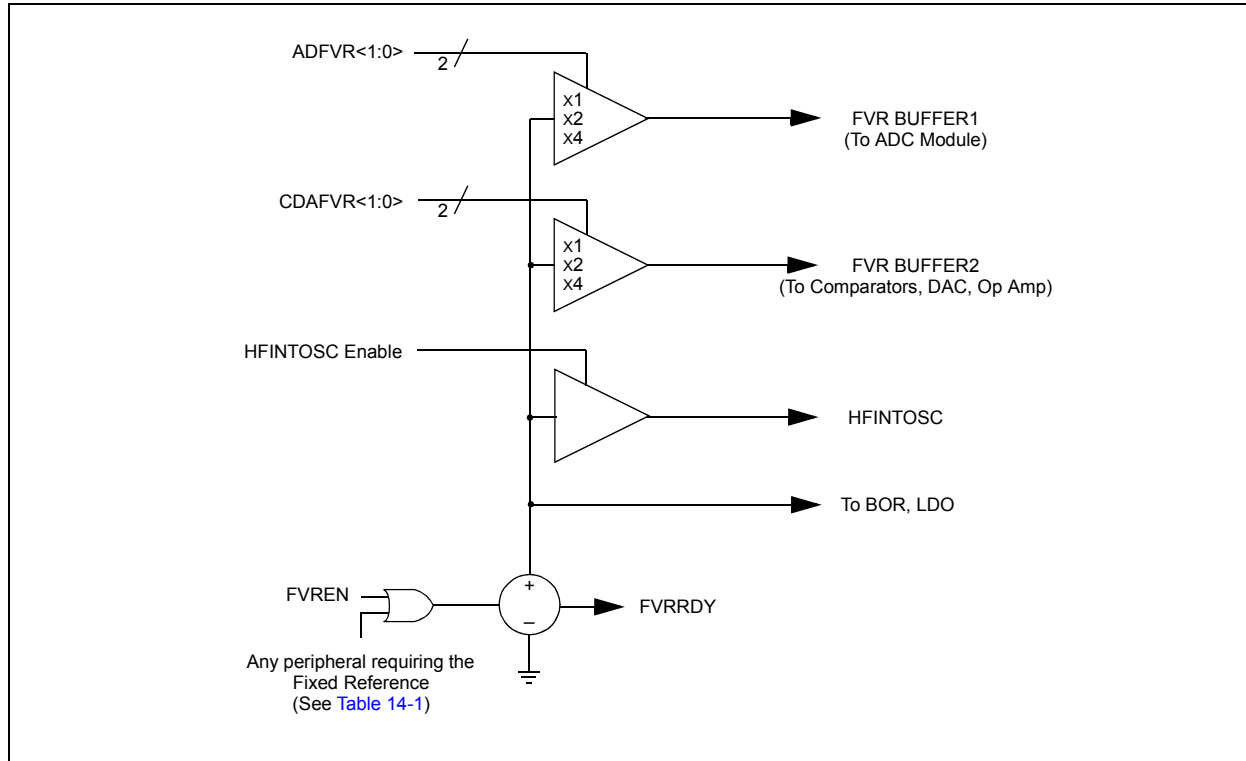 ADFVR<1:0>
2
X1
X2
X4
FVR BUFFER1
(To ADC Module)
CDAFVR<1:0>
2
X1
X2
X4
FVR BUFFER2
(To Comparators, DAC, Op Amp)
HFINTOSC Enable
HFINTOSC
To BOR, LDO
FVREN
+
–
FVRRDY
Any peripheral requiring the
Fixed Reference
(See Table 14-1)